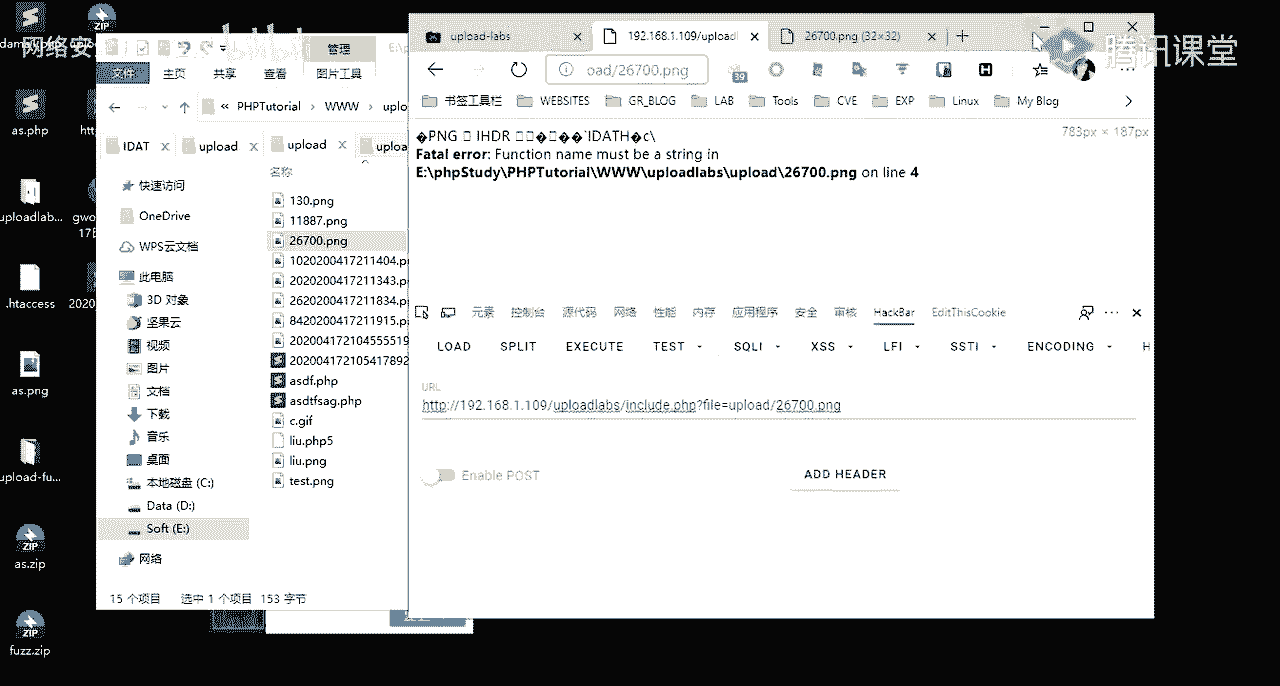 ZIP
网络安
bilibili
腾讯课堂
as.php
uploadlab...
gwo
17日
.htaccess
2020
as.png
upload-fu...
ZIP
as.zip
ZIP
fuzz.zip
管理
文件
主页
共享
查看
图片工具
« PHPTutorial › WWW › uplo
IDAT
upload
upload
uploa
快速访问
OneDrive
WPS云文档
此电脑
3D 对象
坚果云
视频
图片
文档
下载
音乐
桌面
本地磁盘 (C:)
Data (D:)
Soft (E:)
网络
名称
130.png
11887.png
26700.png
1020200417211404.p
2020200417211343.p
2620200417211834.p
8420200417211915.p
202004172104555519
202004172105417892
asdf.php
asdtfsag.php
c.gif
liu.php5
liu.png
test.png
15 个项目 选中 1 个项目 153 字节
upload-labs
192.168.1.109/upload
26700.png (32×32)
oad/26700.png
39
书签工具栏
WEBSITES
GR_BLOG
LAB
Tools
CVE
EXP
Linux
My Blog
783px × 187px
�PNG IHDR ���`IDATH�c\
Fatal error: Function name must be a string in
E:\phpStudy\PHPTutorial\WWW\uploadlabs\upload\26700.png on line 4
元素
控制台
源代码
网络
性能
内存
应用程序
安全
审核
HackBar
EditThisCookie
LOAD
SPLIT
EXECUTE
TEST
SQLI
XSS
LFI
SSTI
ENCODING
H
URL
http://192.168.1.109/uploadlabs/include.php?file=upload/26700.png
Enable POST
ADD HEADER